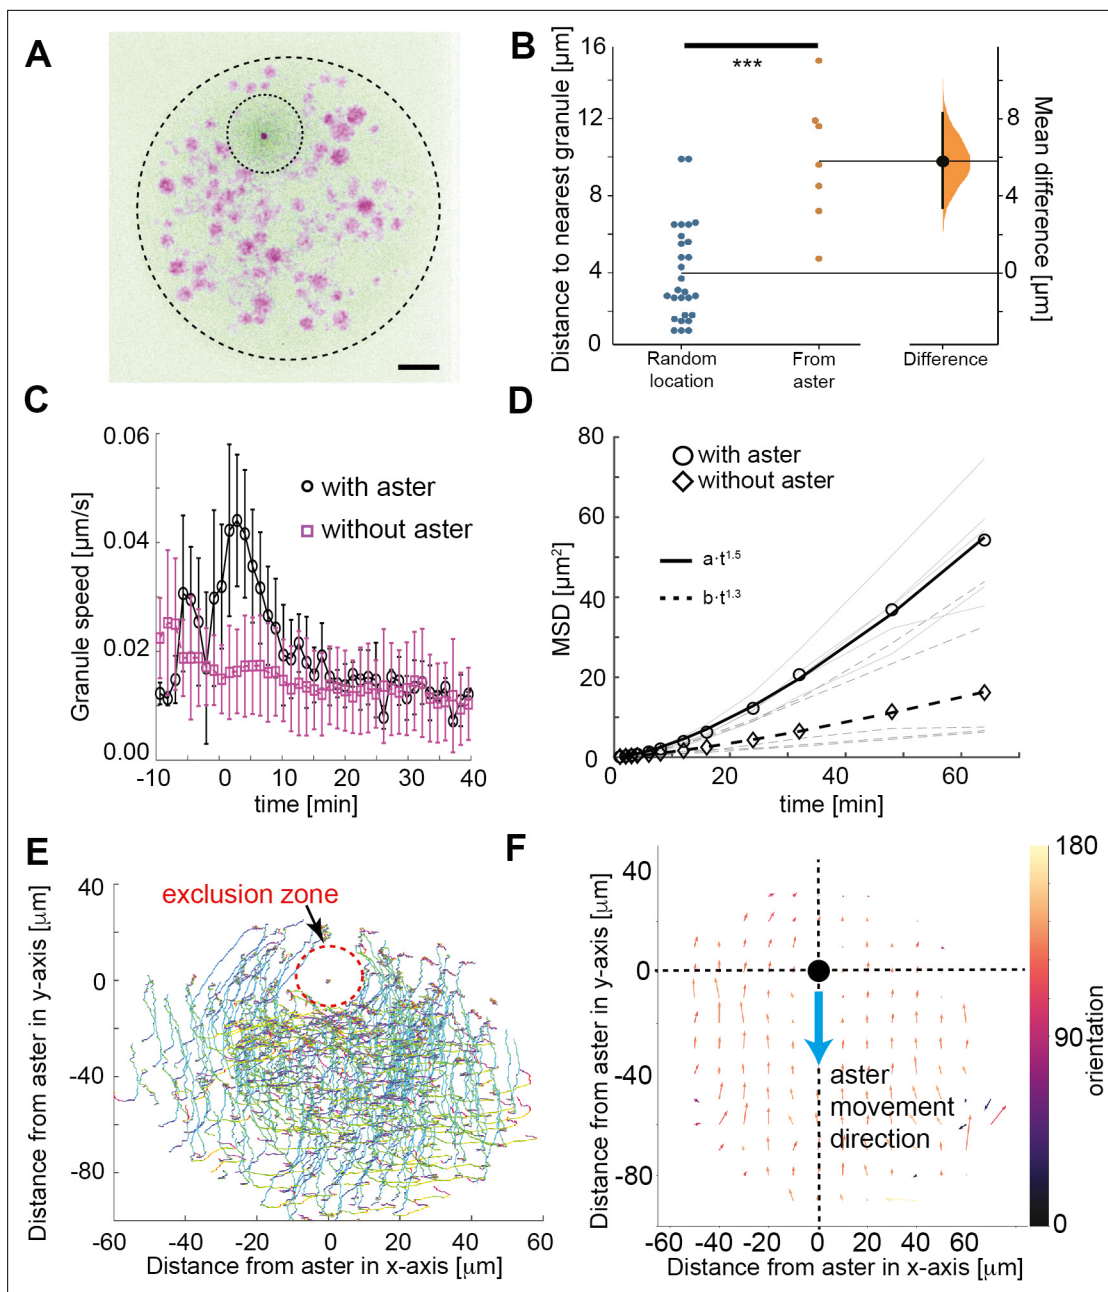 A
B
Distance to nearest granule [µm]
16
12
8
4
0
***
Random
location
From
aster
Difference
8
4
0
Mean difference [µm]
C
Granule speed [µm/s]
0.06
0.04
0.02
0.00
with aster
without aster
-10 0 10 20 30 40
time [min]
D
MSD [µm²]
80
60
40
20
0
with aster
without aster
a·t1.5
b·t1.3
0 20 40 60
time [min]
E
Distance from aster in y-axis [µm]
40
0
-40
-80
exclusion zone
-60 -40 -20 0 20 40 60
Distance from aster in x-axis [µm]
F
Distance from aster in y-axis [µm]
40
0
-40
-80
aster
movement
direction
-60 -40 -20 0 20 40 60
Distance from aster in x-axis [µm]
180
90
0
orientation